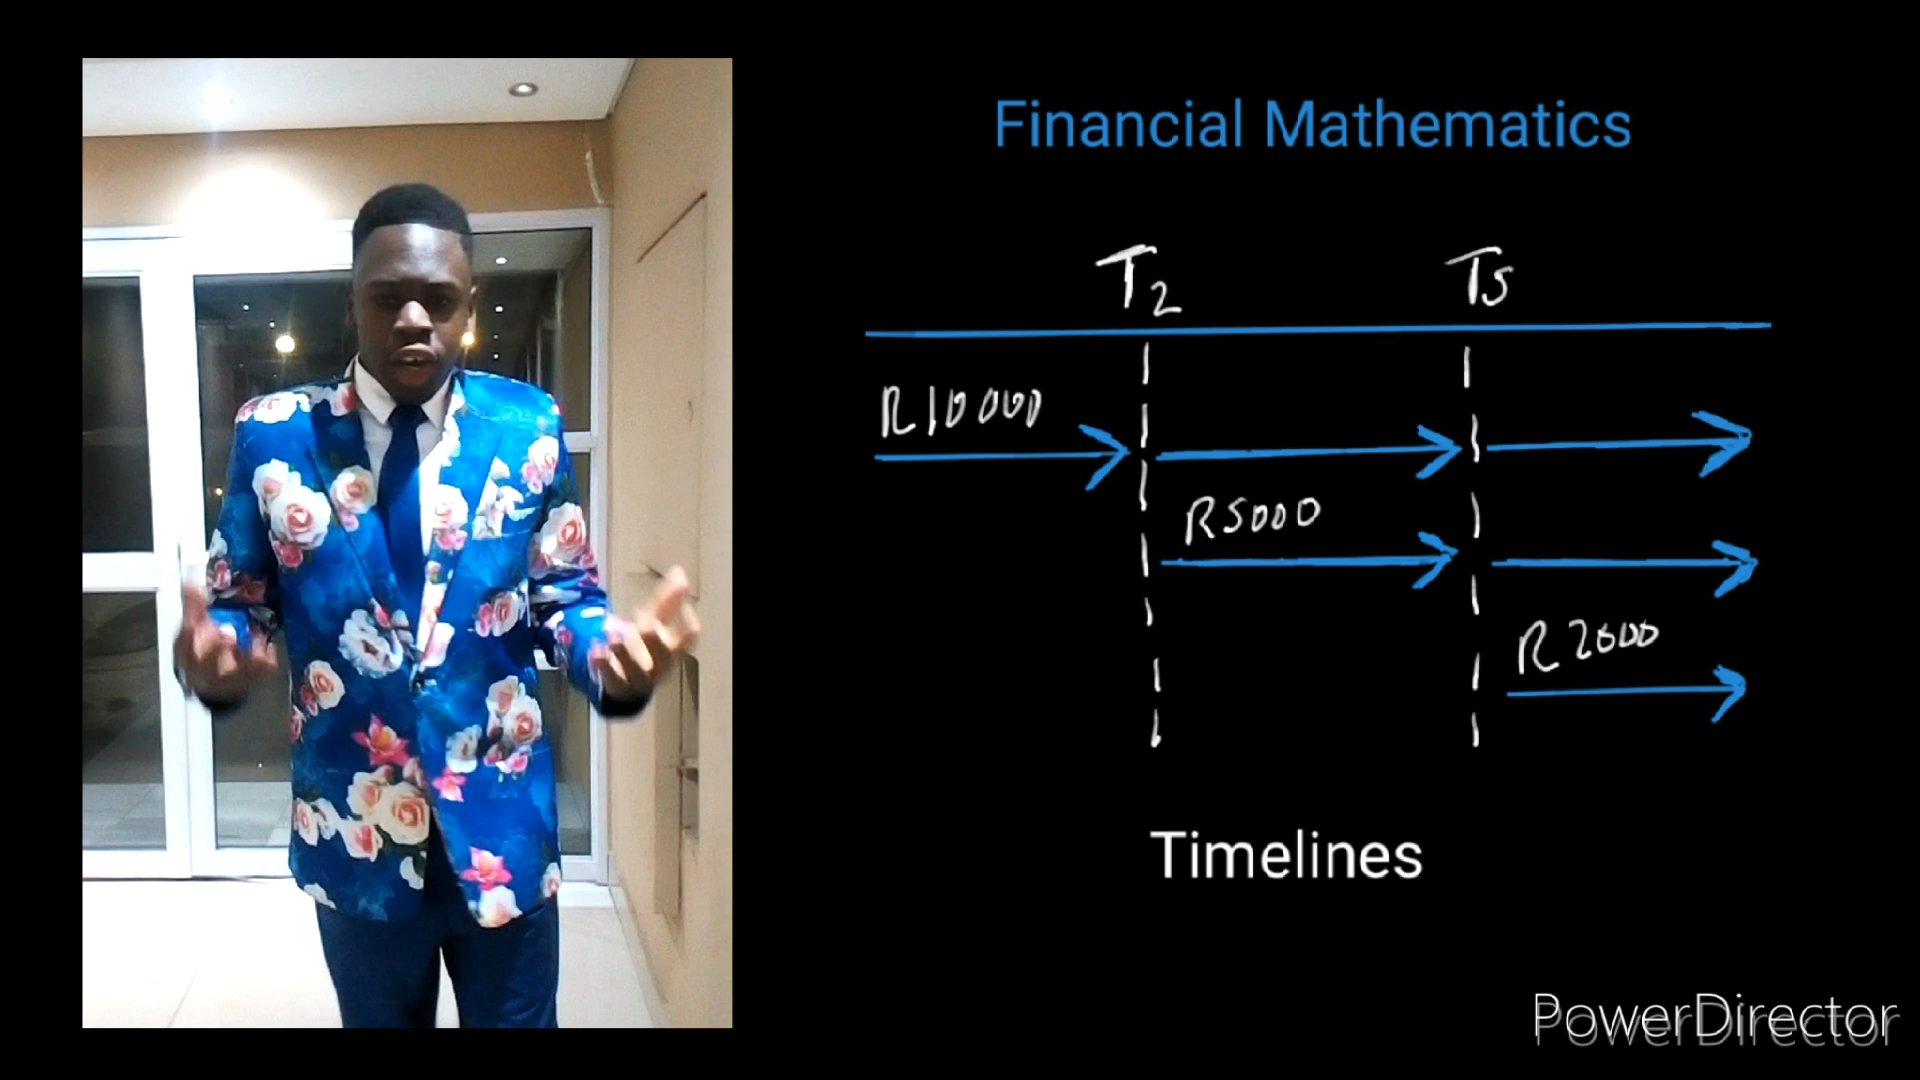 Financial Mathematics
T2 T5
R10000
R5000
R2000
Timelines
PowerDirector